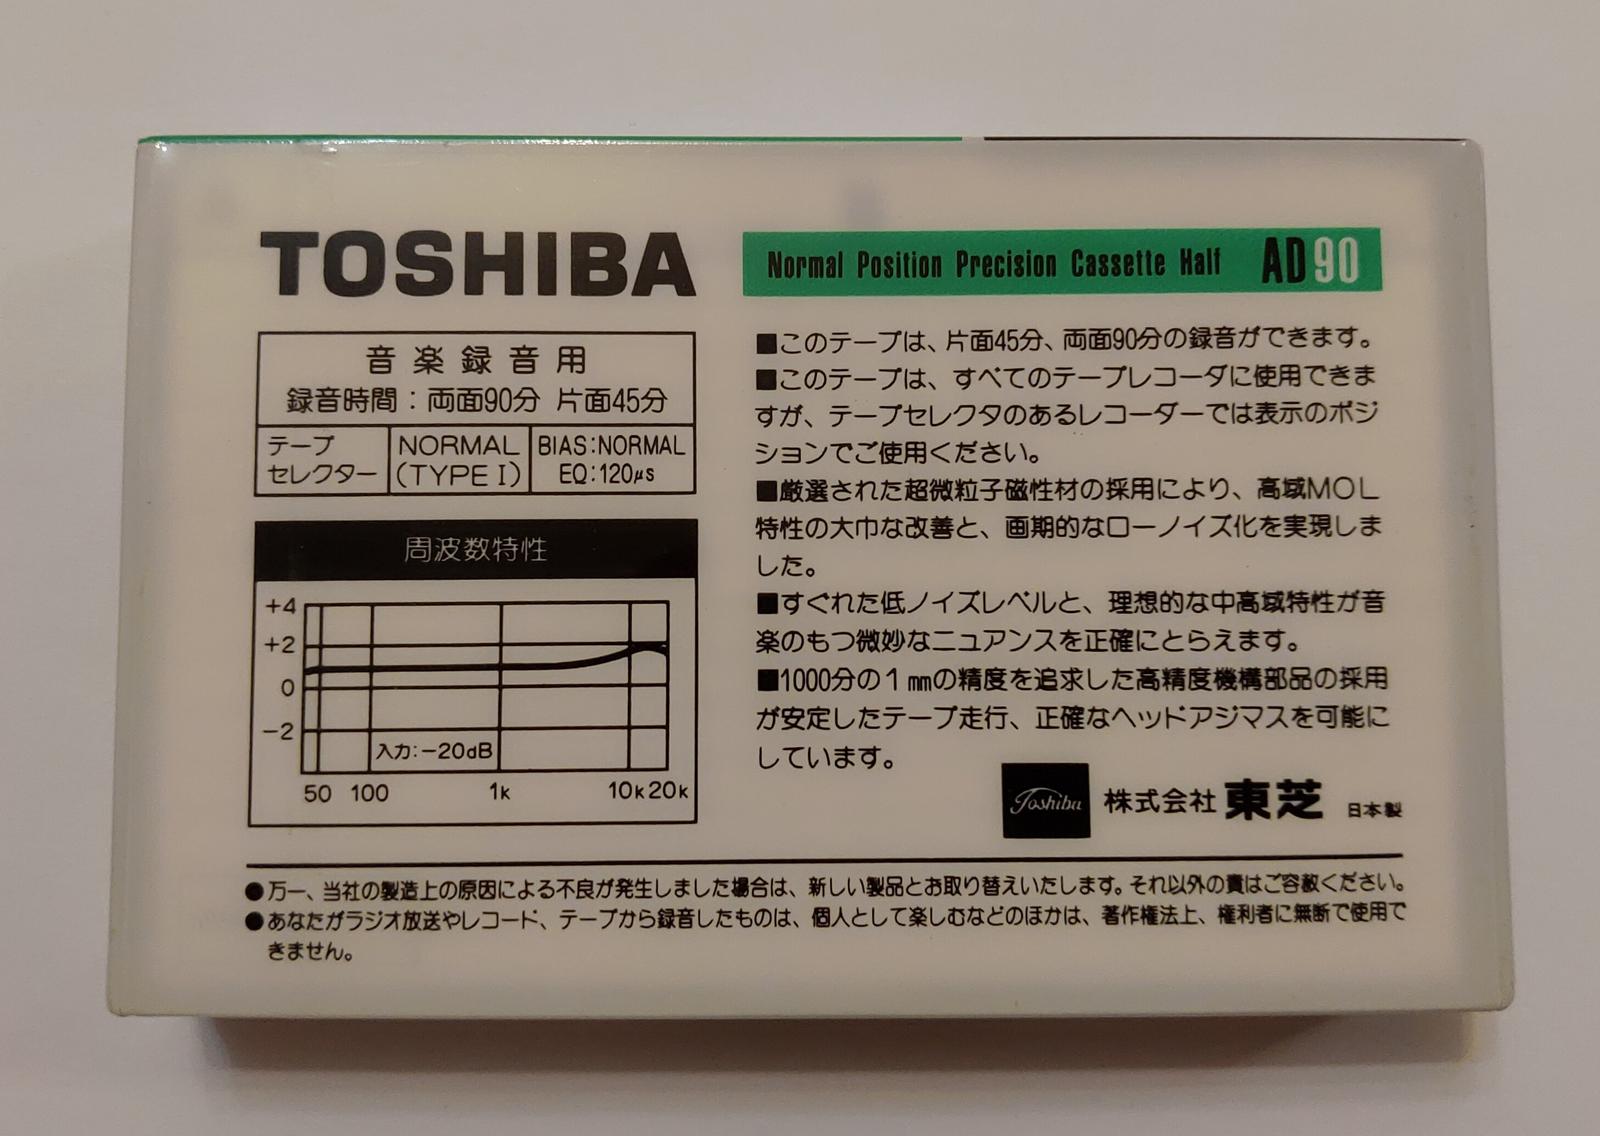 TOSHIBA
Normal Position Precision Cassette Half AD90
音楽録音用
録音時間：両面90分 片面45分
テープ
セレクター
NORMAL
(TYPE I)
BIAS:NORMAL
EQ:120μs
周波数特性
+4
+2
0
-2
入力:-20dB
50 100 1k 10k 20k
■このテープは、片面45分、両面90分の録音ができます。
■このテープは、すべてのテープレコーダに使用できま
すが、テープセレクタのあるレコーダーでは表示のポジ
ションでご使用ください。
■厳選された超微粒子磁性材の採用により、高域MOL
特性の大巾な改善と、画期的なローノイズ化を実現しま
した。
■すぐれた低ノイズレベルと、理想的な中高域特性が音
楽のもつ微妙なニュアンスを正確にとらえます。
■1000分の1㎜の精度を追求した高精度機構部品の採用
が安定したテープ走行、正確なヘッドアジマスを可能に
しています。
Toshiba 株式会社 東芝 日本製
●万一、当社の製造上の原因による不良が発生しました場合は、新しい製品とお取り替えいたします。それ以外の責はご容赦ください。
●あなたがラジオ放送やレコード、テープから録音したものは、個人として楽しむなどのほかは、著作権法上、権利者に無断で使用で
きません。